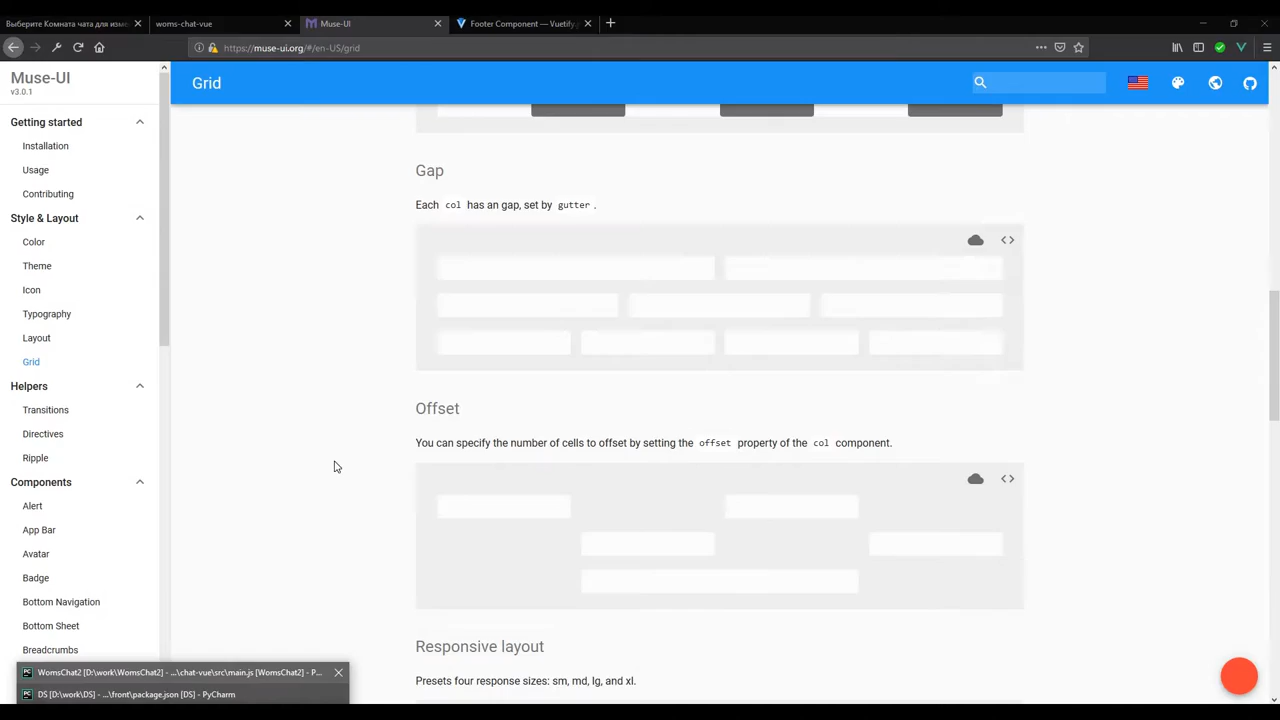 Выберите Комната чата для изме
woms-chat-vue
Muse-UI
Footer Component — Vuetify.
https://muse-ui.org/#/en-US/grid
Muse-UI
v3.0.1
Grid
Getting started
Installation
Usage
Contributing
Style & Layout
Color
Theme
Icon
Typography
Layout
Grid
Helpers
Transitions
Directives
Ripple
Components
Alert
App Bar
Avatar
Badge
Bottom Navigation
Bottom Sheet
Breadcrumbs
Gap
Each col has an gap, set by gutter .
Offset
You can specify the number of cells to offset by setting the offset property of the col component.
Responsive layout
Presets four response sizes: sm, md, lg, and xl.
WomsChat2 [D:\work\WomsChat2] - ...\chat-vue\src\main.js [WomsChat2] - P...
DS [D:\work\DS] - ...\front\package.json [DS] - PyCharm